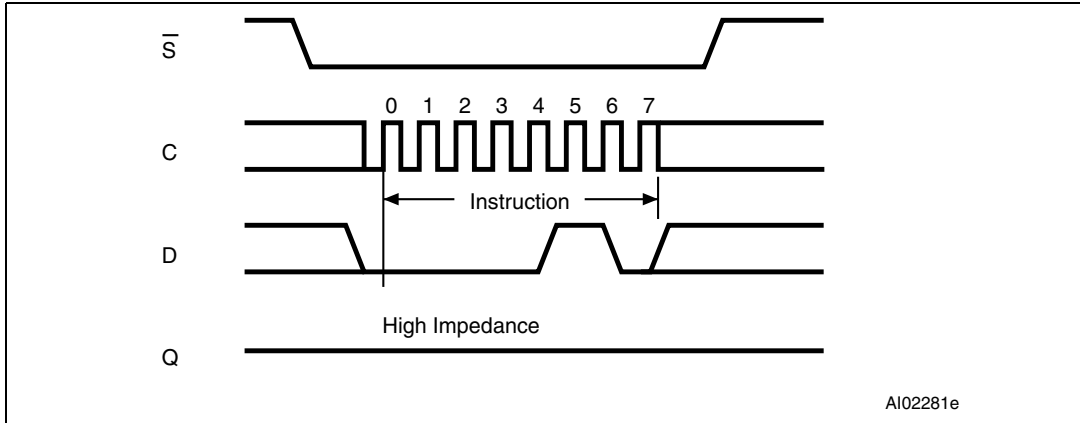 S̅
0 1 2 3 4 5 6 7
C
Instruction
D
High Impedance
Q
AI02281e